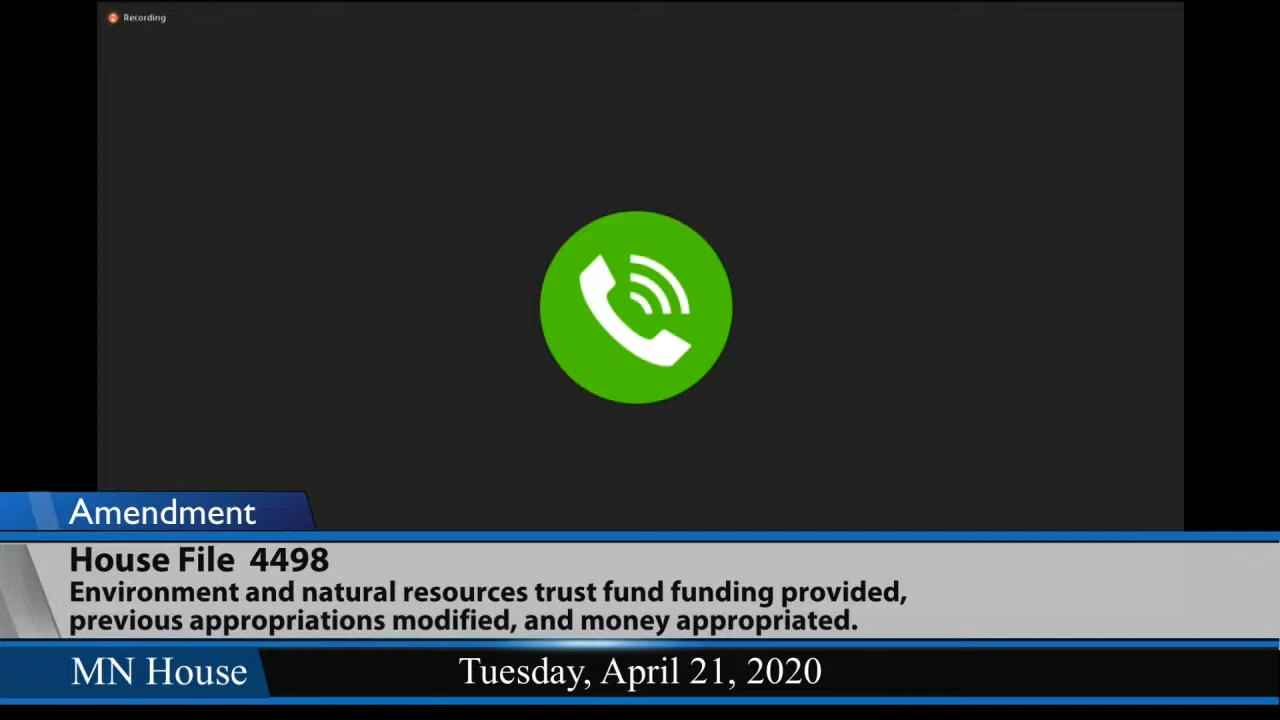 Recording
Amendment
House File 4498
Environment and natural resources trust fund funding provided,
previous appropriations modified, and money appropriated.
MN House
Tuesday, April 21, 2020